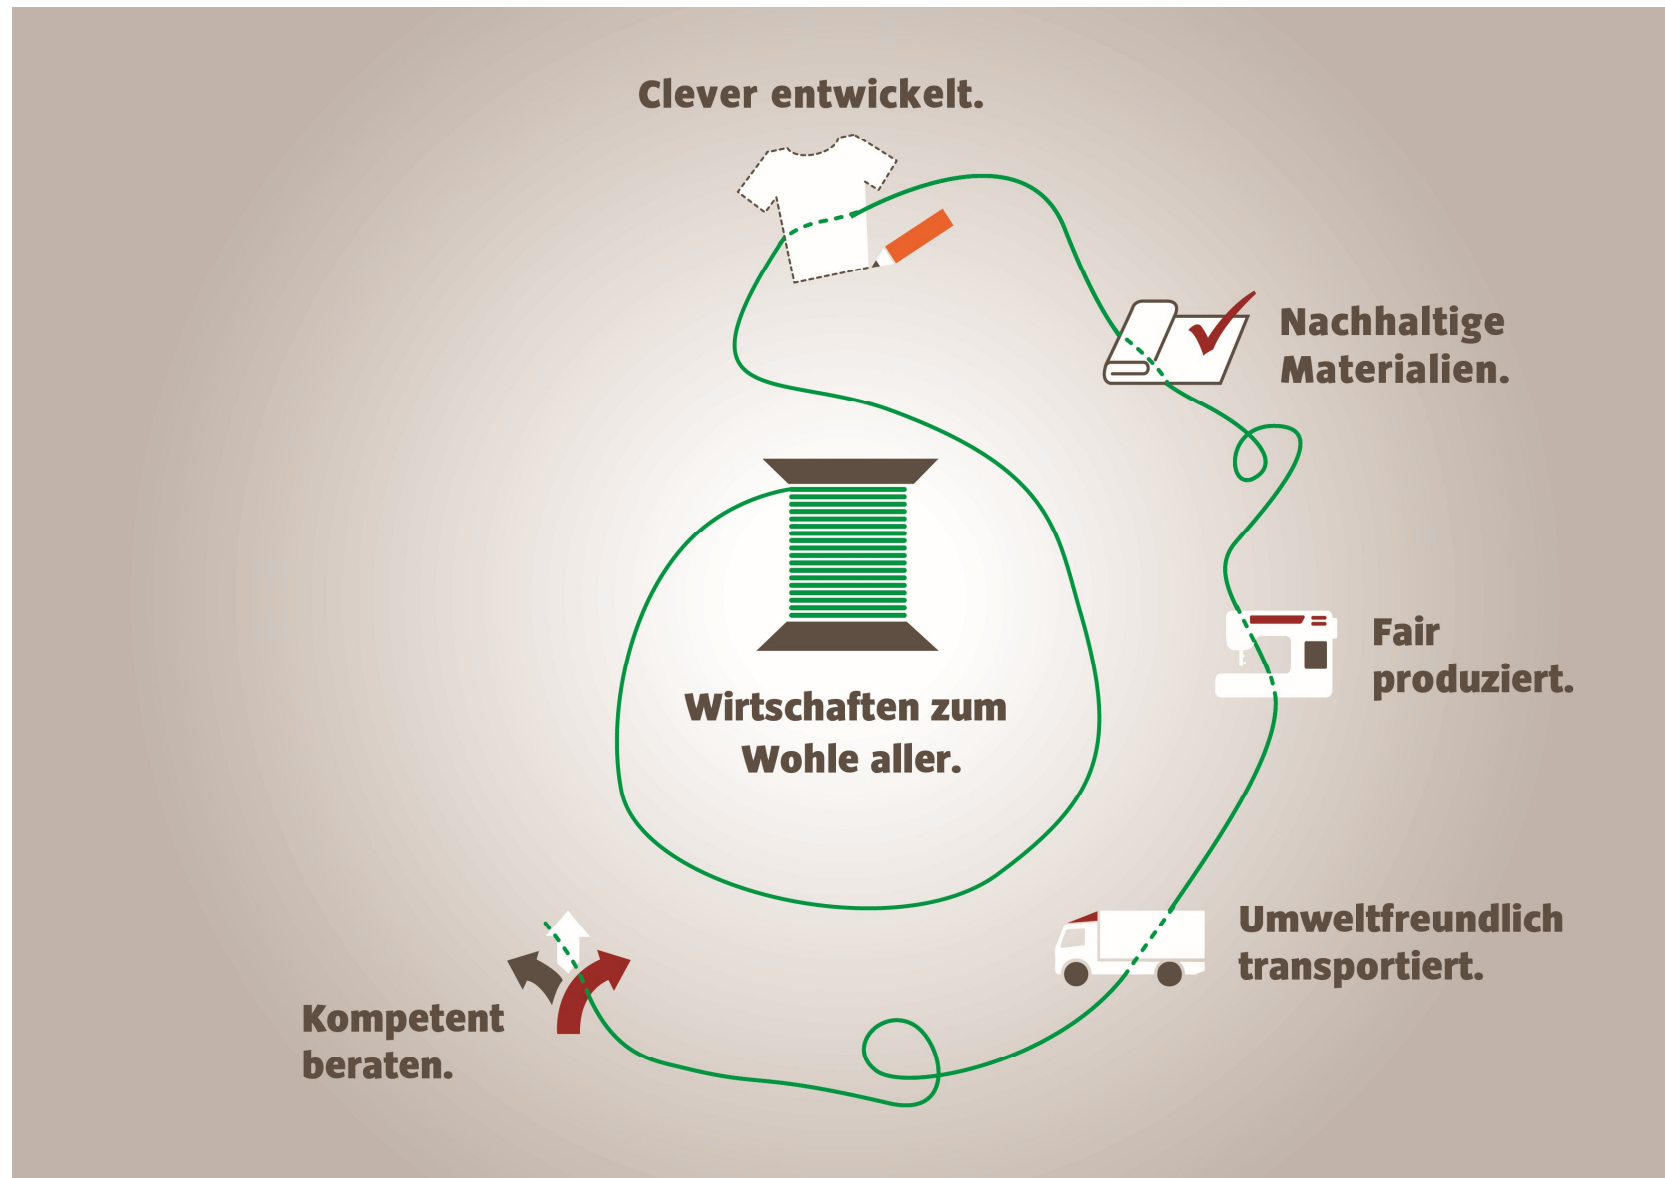 Clever entwickelt.
Nachhaltige
Materialien.
Fair
produziert.
Wirtschaften zum
Wohle aller.
Umweltfreundlich
transportiert.
Kompetent
beraten.